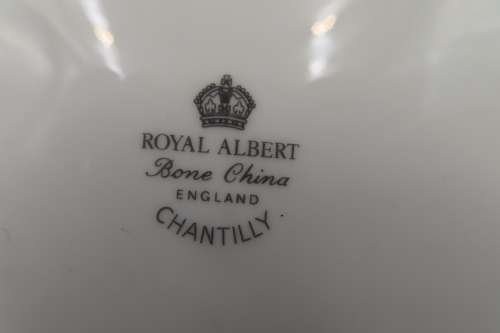 ROYAL ALBERT
Bone China
ENGLAND
CHANTILLY